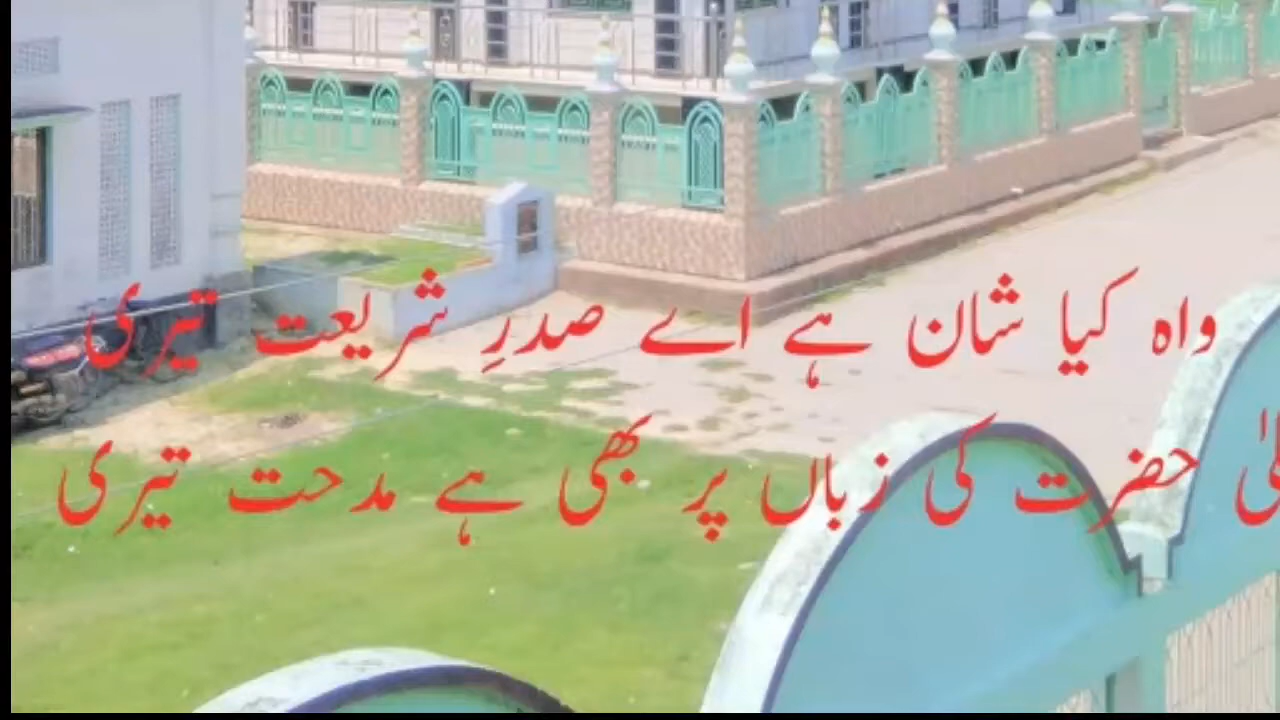 واہ کیا شان ہے اے صدرِ شریعت تیری
حضرت کی زباں پر بھی ہے مدحت تیری